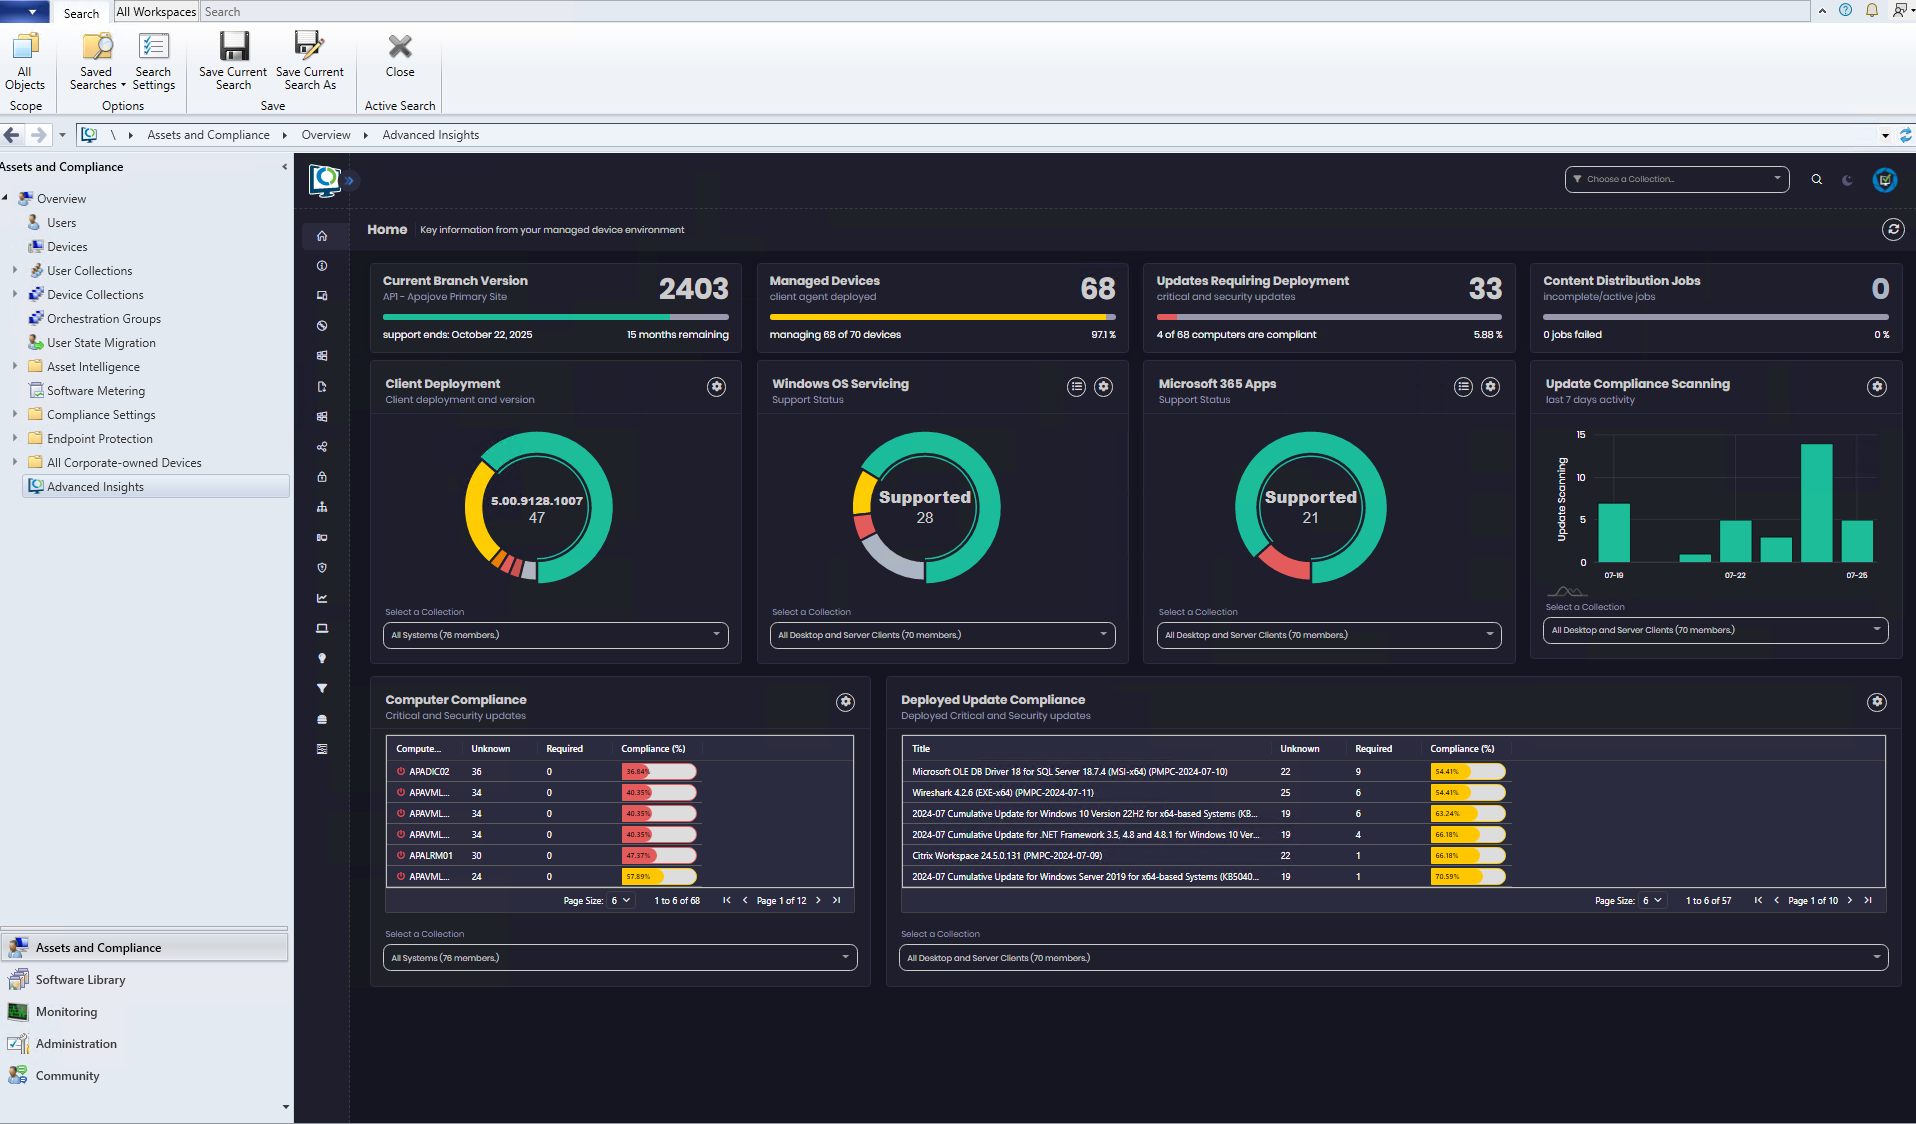 Search
All Workspaces
Search
All
Objects
Scope
Saved
Searches
Search
Settings
Options
Save Current
Search
Save Current
Search As
Save
Close
Active Search
\ Assets and Compliance Overview Advanced Insights
Assets and Compliance
Overview
Users
Devices
User Collections
Device Collections
Orchestration Groups
User State Migration
Asset Intelligence
Software Metering
Compliance Settings
Endpoint Protection
All Corporate-owned Devices
Advanced Insights
Assets and Compliance
Software Library
Monitoring
Administration
Community
Choose a Collection...
Home Key information from your managed device environment
Current Branch Version
AP1 - Apajove Primary Site
2403
support ends: October 22, 2025 15 months remaining
Managed Devices
client agent deployed
68
managing 68 of 70 devices 97.1 %
Updates Requiring Deployment
critical and security updates
33
4 of 68 computers are compliant 5.88 %
Content Distribution Jobs
incomplete/active jobs
0
0 jobs failed 0 %
Client Deployment
Client deployment and version
5.00.9128.1007
47
Select a Collection
All Systems (76 members.)
Windows OS Servicing
Support Status
Supported
28
Select a Collection
All Desktop and Server Clients (70 members.)
Microsoft 365 Apps
Support Status
Supported
21
Select a Collection
All Desktop and Server Clients (70 members.)
Update Compliance Scanning
last 7 days activity
Update Scanning
15
10
5
0
07-19 07-22 07-25
Select a Collection
All Desktop and Server Clients (70 members.)
Computer Compliance
Critical and Security updates
Compute... Unknown Required Compliance (%)
APADIC02 36 0 36.84%
APAVML... 34 0 40.35%
APAVML... 34 0 40.35%
APAVML... 34 0 40.35%
APALRM01 30 0 47.37%
APAVML... 24 0 57.89%
Page Size: 6 1 to 6 of 68 Page 1 of 12
Select a Collection
All Systems (76 members.)
Deployed Update Compliance
Deployed Critical and Security updates
Title Unknown Required Compliance (%)
Microsoft OLE DB Driver 18 for SQL Server 18.7.4 (MSI-x64) (PMPC-2024-07-10) 22 9 54.41%
Wireshark 4.2.6 (EXE-x64) (PMPC-2024-07-11) 25 6 54.41%
2024-07 Cumulative Update for Windows 10 Version 22H2 for x64-based Systems (KB... 19 6 63.24%
2024-07 Cumulative Update for .NET Framework 3.5, 4.8 and 4.8.1 for Windows 10 Ver... 19 4 66.18%
Citrix Workspace 24.5.0.131 (PMPC-2024-07-09) 22 1 66.18%
2024-07 Cumulative Update for Windows Server 2019 for x64-based Systems (KB5040... 19 1 70.59%
Page Size: 6 1 to 6 of 57 Page 1 of 10
Select a Collection
All Desktop and Server Clients (70 members.)